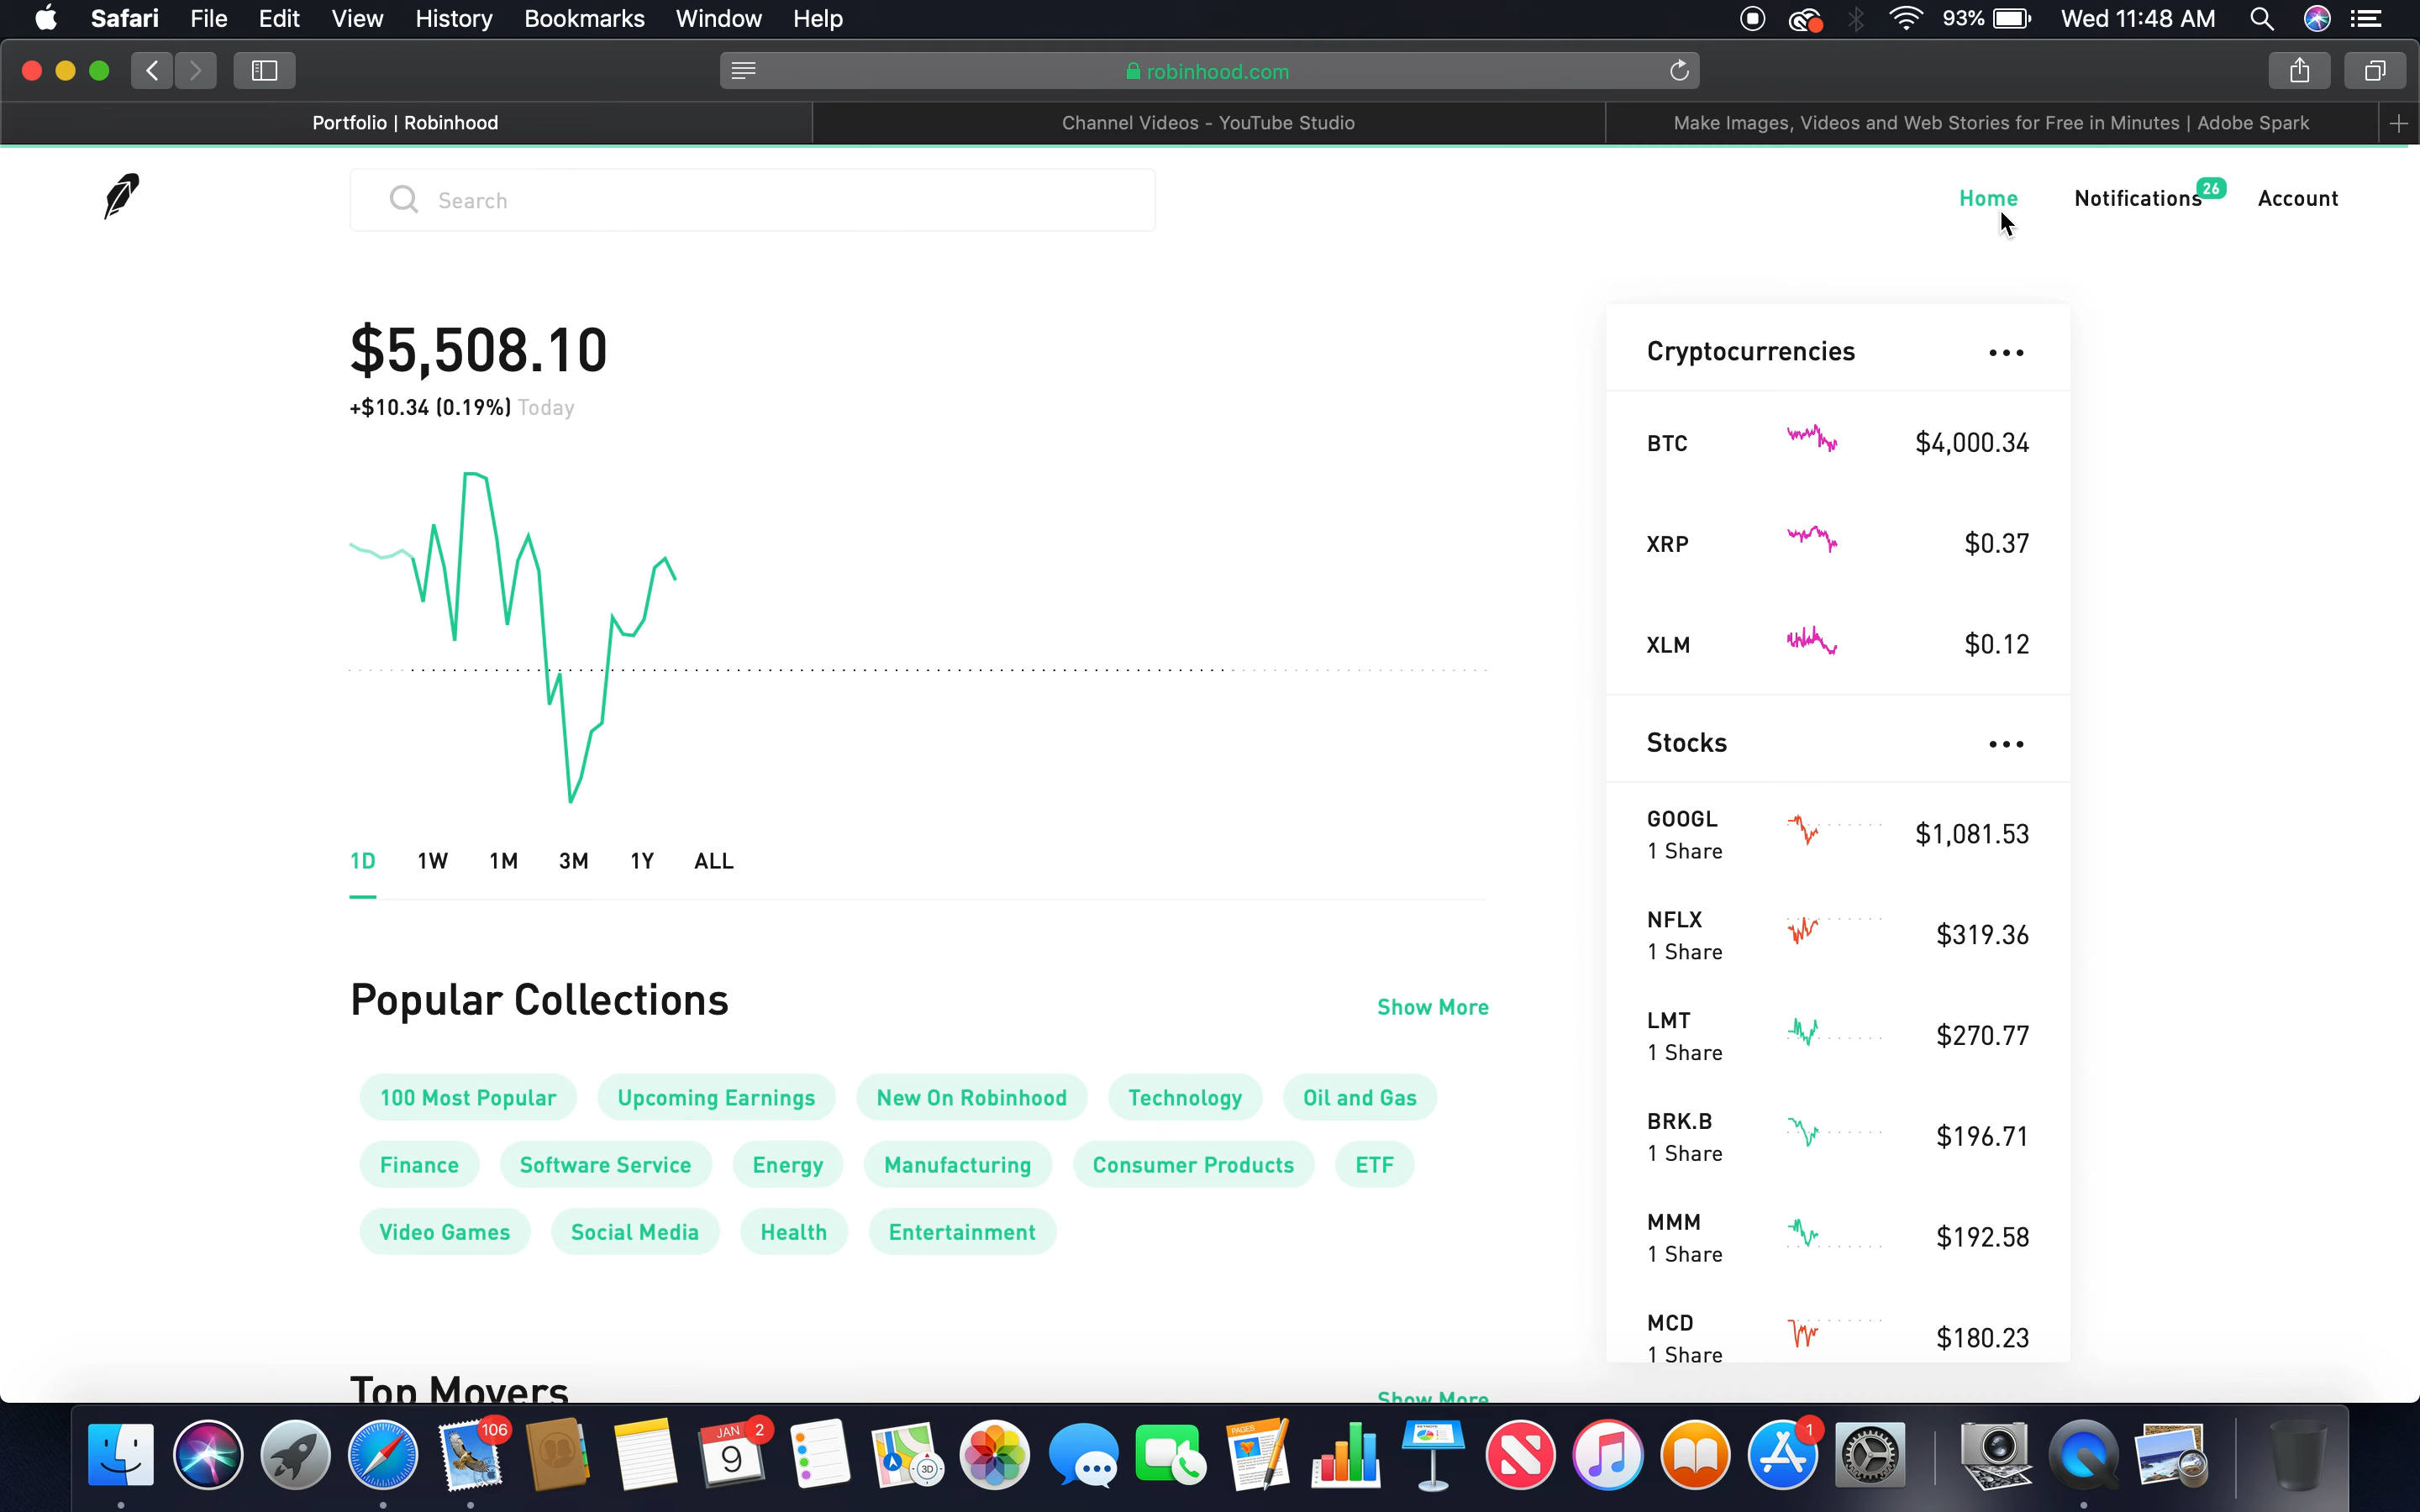 Safari File Edit View History Bookmarks Window Help 93% Wed 11:48 AM
robinhood.com
Portfolio | Robinhood Channel Videos - YouTube Studio Make Images, Videos and Web Stories for Free in Minutes | Adobe Spark
Search Home Notifications 26 Account
$5,508.10
+$10.34 (0.19%) Today
1D 1W 1M 3M 1Y ALL
Popular Collections Show More
100 Most Popular Upcoming Earnings New On Robinhood Technology Oil and Gas
Finance Software Service Energy Manufacturing Consumer Products ETF
Video Games Social Media Health Entertainment
Top Movers Show More
Cryptocurrencies
BTC $4,000.34
XRP $0.37
XLM $0.12
Stocks
GOOGL $1,081.53
1 Share
NFLX $319.36
1 Share
LMT $270.77
1 Share
BRK.B $196.71
1 Share
MMM $192.58
1 Share
MCD $180.23
1 Share
106 JAN 9 2 3D PAGES 1